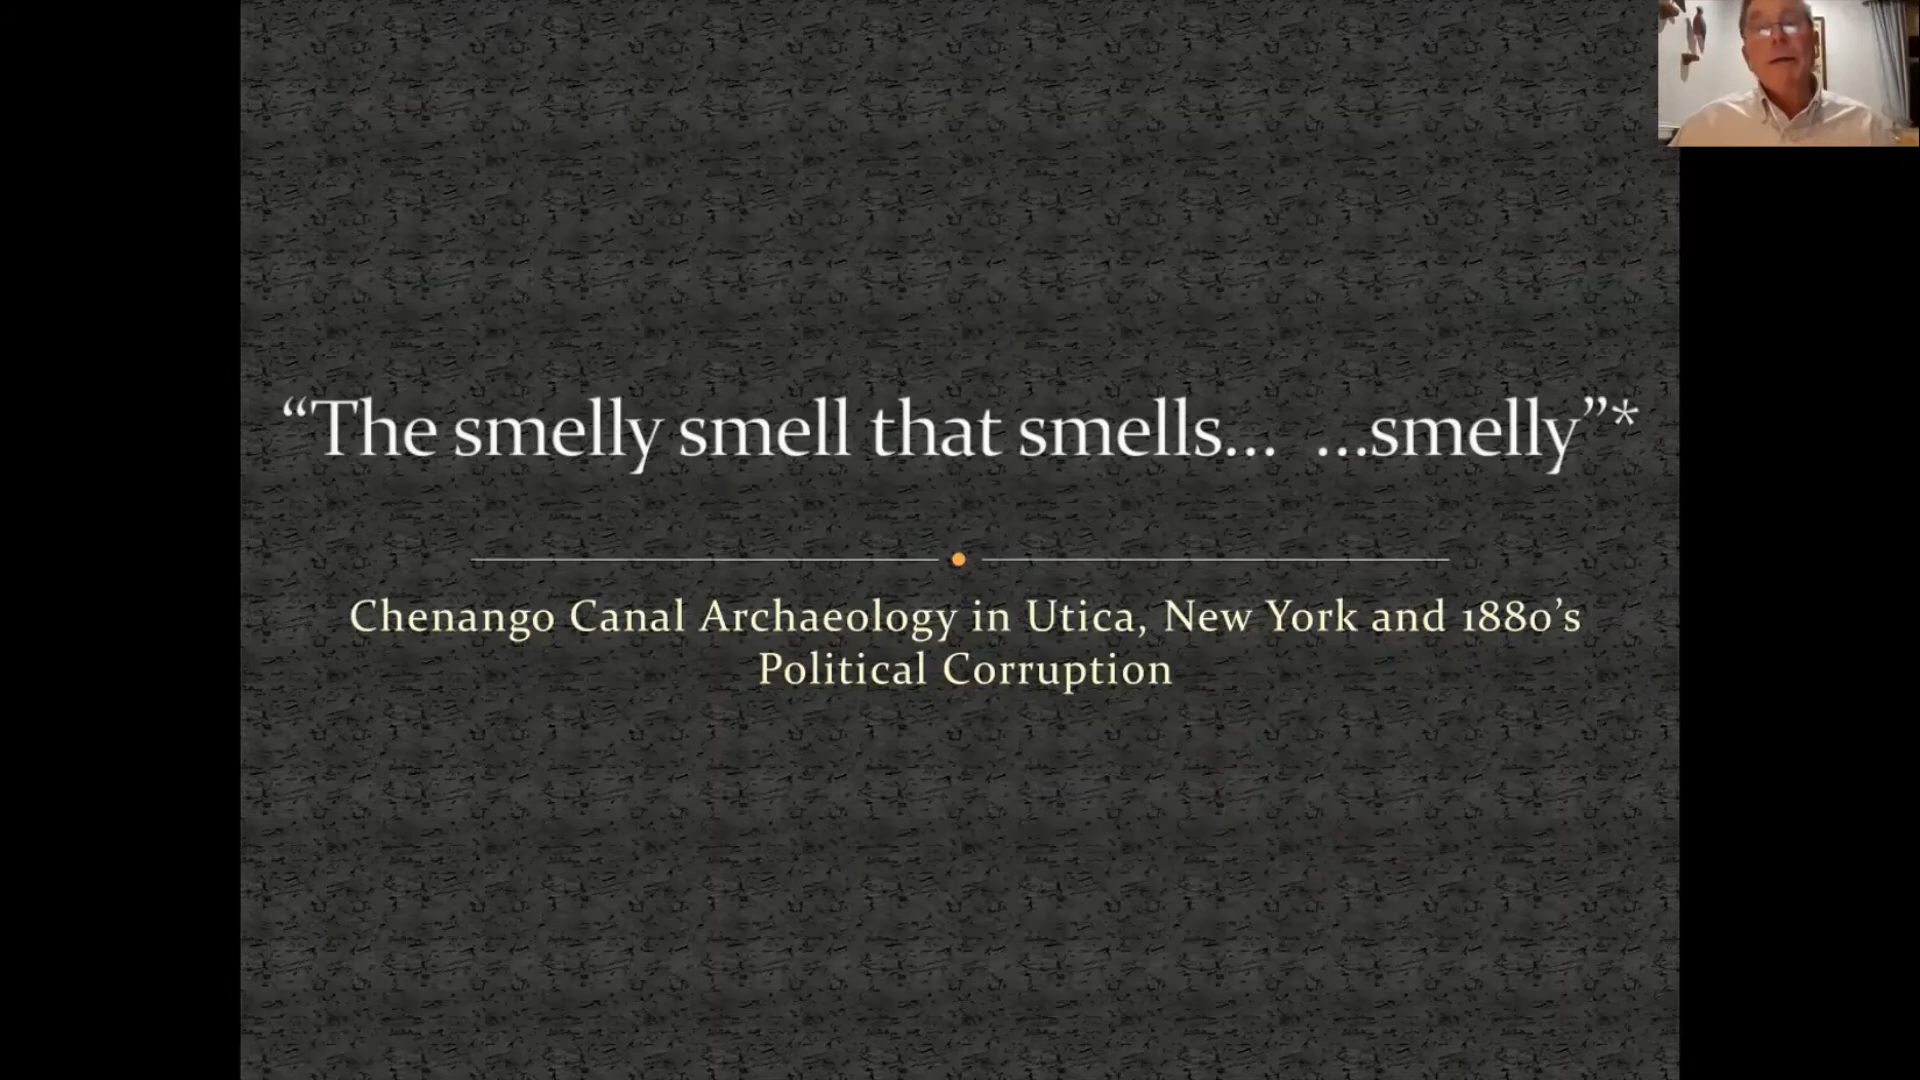 “The smelly smell that smells... ...smelly”*
Chenango Canal Archaeology in Utica, New York and 1880’s
Political Corruption